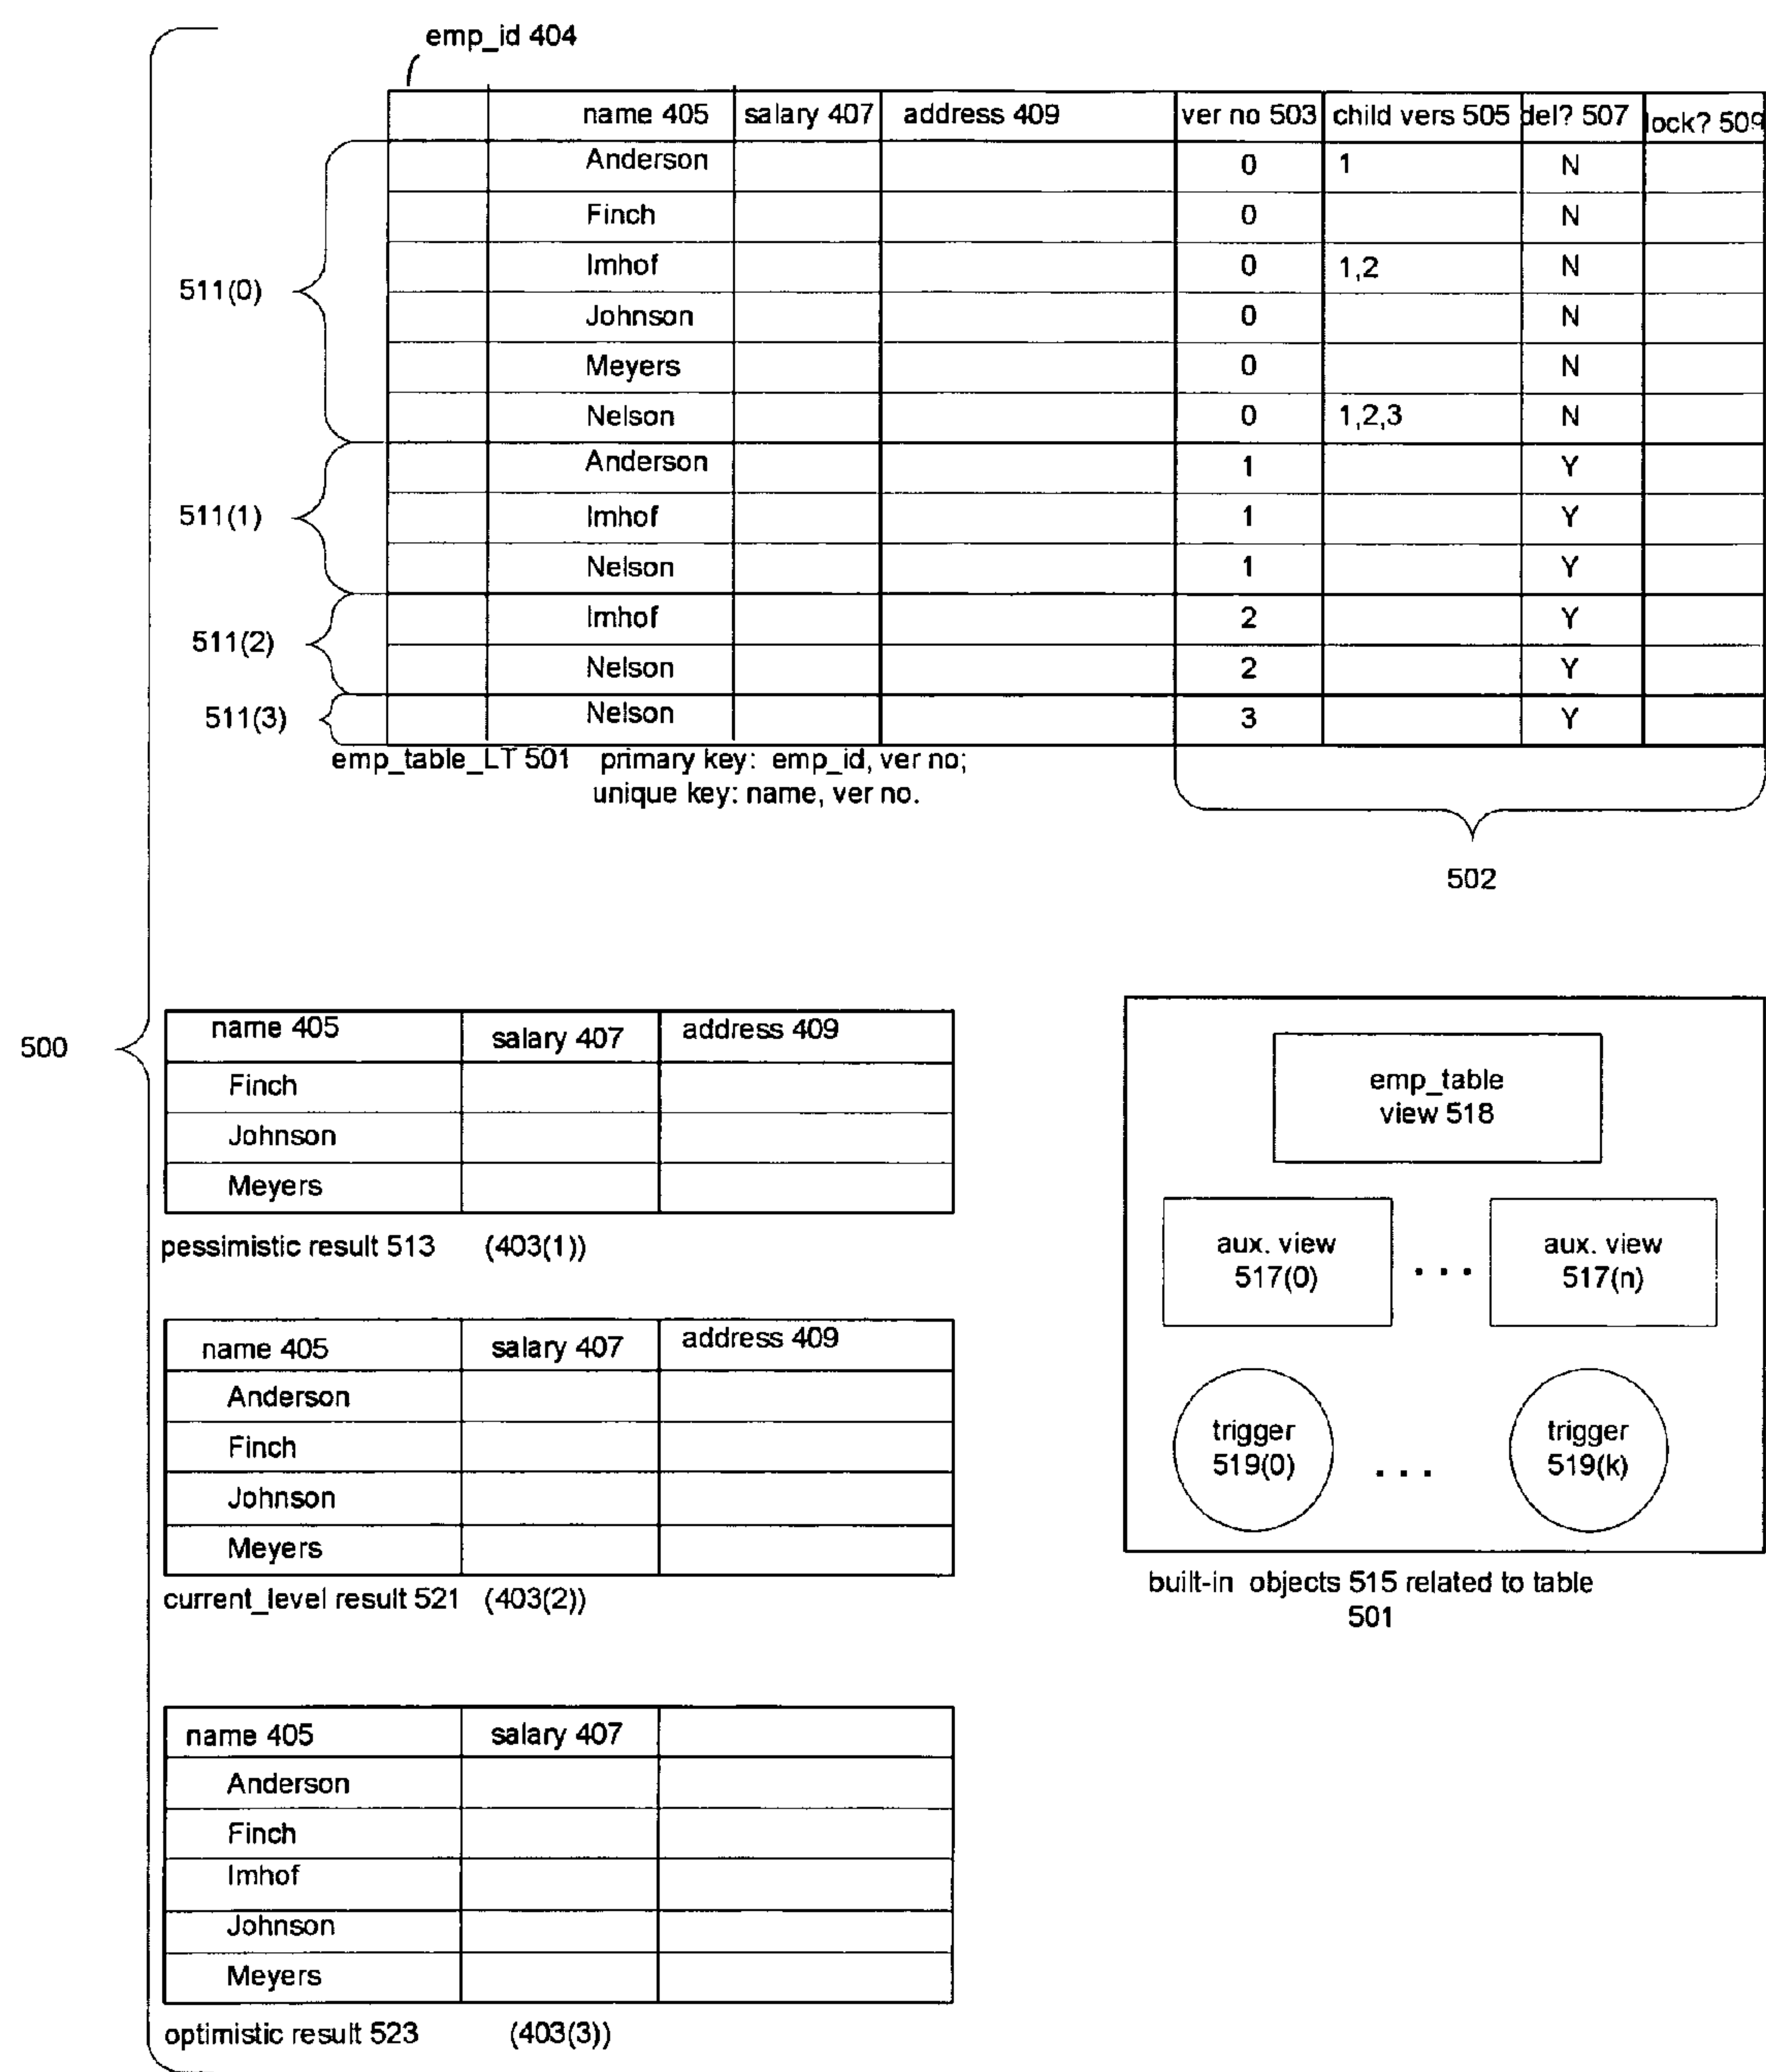 emp_id 404
name 405 salary 407 address 409 ver no 503 child vers 505 del? 507 lock? 509
Anderson 0 1 N
Finch 0 N
Imhof 0 1,2 N
511(0)
Johnson 0 N
Meyers 0 N
Nelson 0 1,2,3 N
Anderson 1 Y
511(1)
Imhof 1 Y
Nelson 1 Y
Imhof 2 Y
511(2)
Nelson 2 Y
511(3)
Nelson 3 Y
emp_table_LT 501 primary key: emp_id, ver no;
unique key: name, ver no.
502
500
name 405 salary 407 address 409
Finch
Johnson
Meyers
pessimistic result 513 (403(1))
name 405 salary 407 address 409
Anderson
Finch
Johnson
Meyers
current_level result 521 (403(2))
name 405 salary 407
Anderson
Finch
Imhof
Johnson
Meyers
optimistic result 523 (403(3))
emp_table
view 518
aux. view
517(0)
...
aux. view
517(n)
trigger
519(0)
...
trigger
519(k)
built-in objects 515 related to table
501